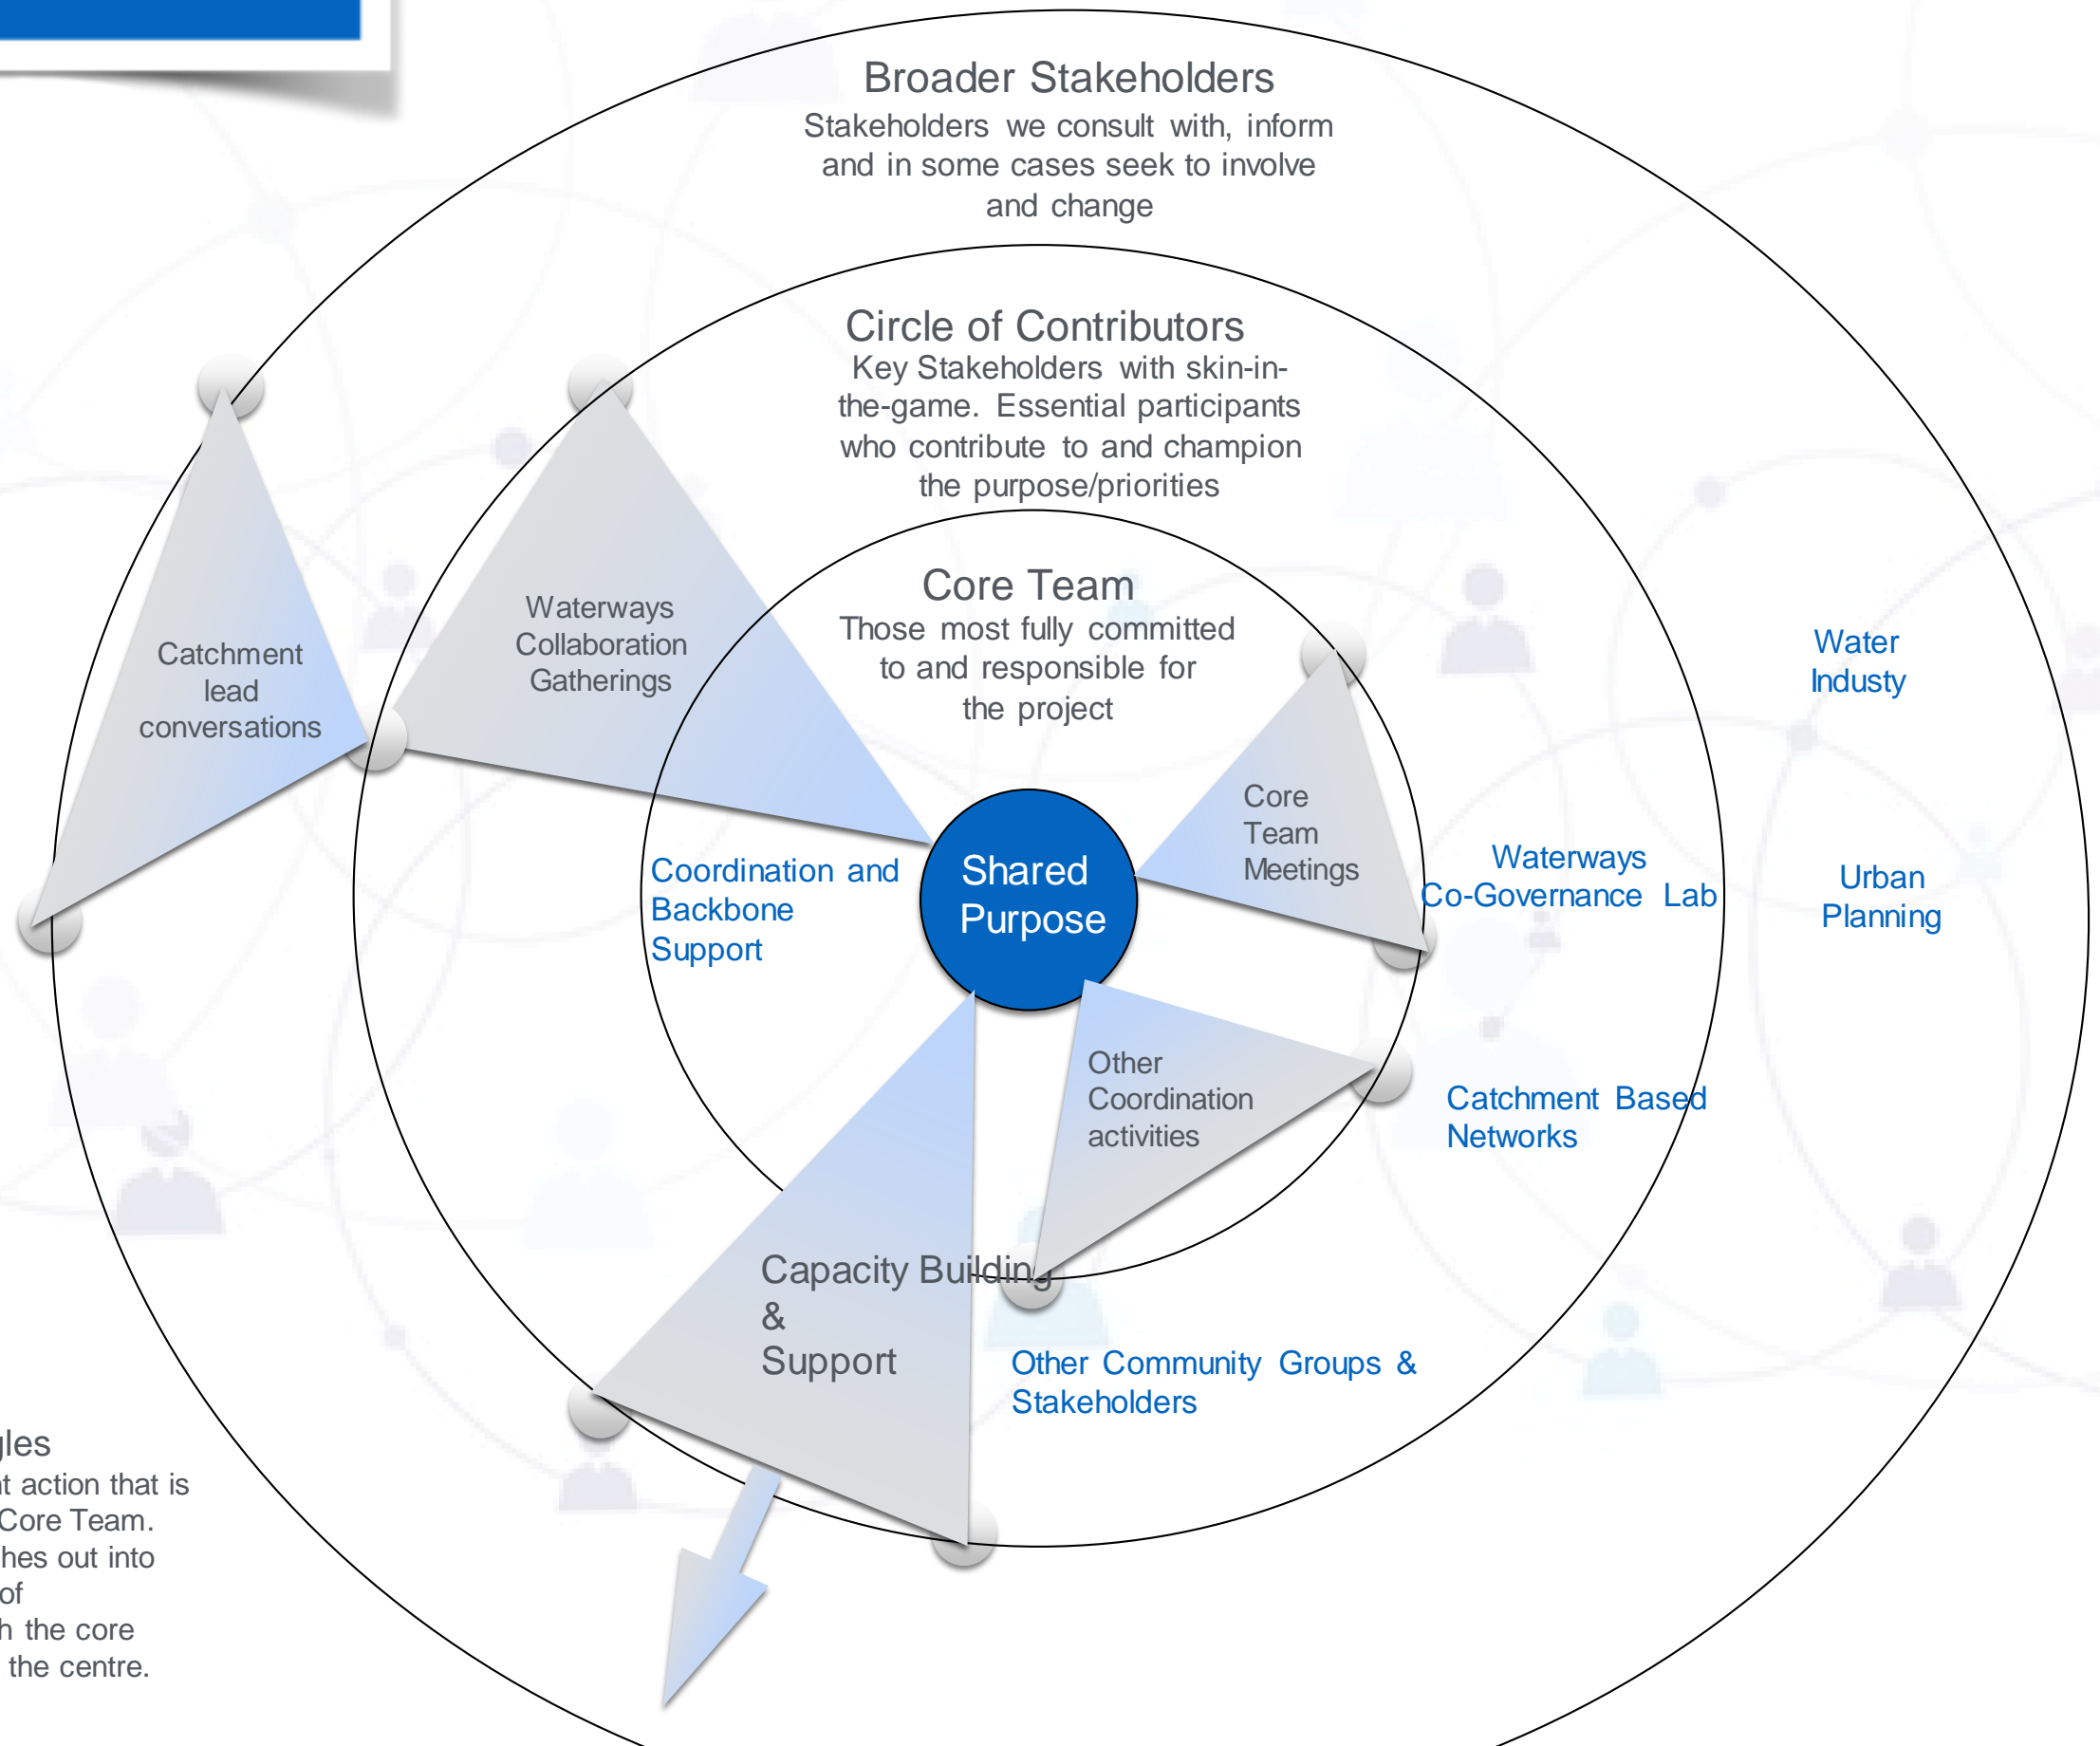 Broader Stakeholders
Stakeholders we consult with, inform
and in some cases seek to involve
and change
Circle of Contributors
Key Stakeholders with skin-in-
the-game. Essential participants
who contribute to and champion
the purpose/priorities
Core Team
Those most fully committed
to and responsible for
the project
Waterways
Collaboration
Gatherings
Catchment
lead
conversations
Water
Industy
Core
Team
Meetings
Shared
Purpose
Coordination and
Backbone
Support
Waterways
Co-Governance Lab
Urban
Planning
Other
Coordination
activities
Catchment Based
Networks
Capacity Building
&
Support
Other Community Groups &
Stakeholders
action that is
Core Team.
out into
of
the core
the centre.